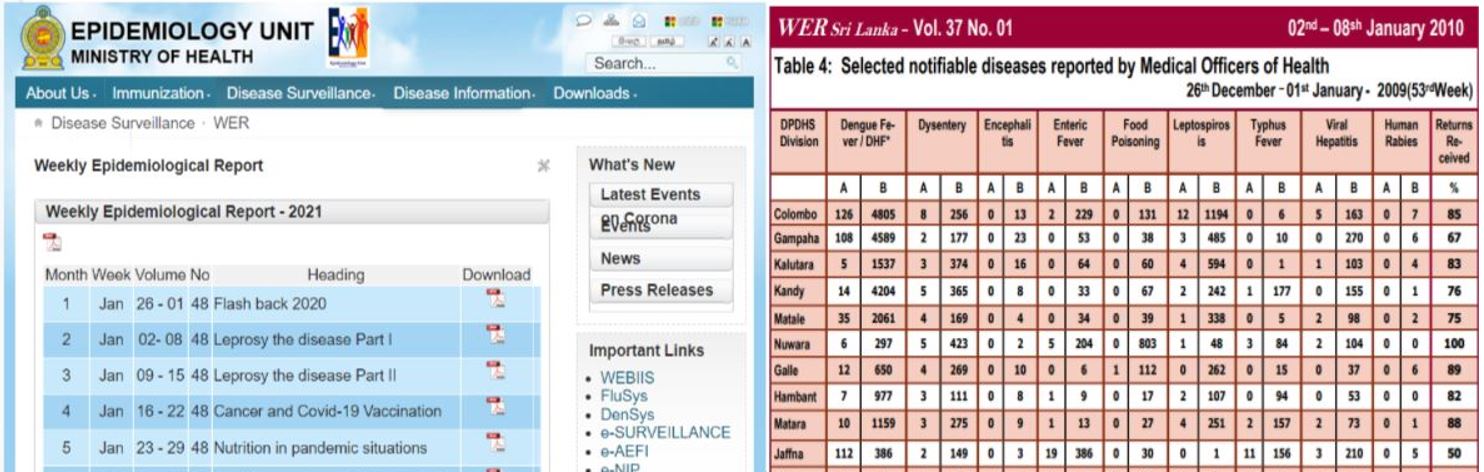 EPIDEMIOLOGY UNIT
MINISTRY OF HEALTH
Search...
About Us
Immunization
Disease Surveillance
Disease Information
Downloads
Disease Surveillance · WER
Weekly Epidemiological Report
Weekly Epidemiological Report - 2021
Month Week Volume No Heading Download
1 Jan 26 - 01 48 Flash back 2020
2 Jan 02- 08 48 Leprosy the disease Part I
3 Jan 09 - 15 48 Leprosy the disease Part II
4 Jan 16 - 22 48 Cancer and Covid-19 Vaccination
5 Jan 23 - 29 48 Nutrition in pandemic situations
What's New
Latest Events
on Corona
Events
News
Press Releases
Important Links
WEBIIS
FluSys
DenSys
e-SURVEILLANCE
e-AEFI
e-NIP
WER Sri Lanka - Vol. 37 No. 01 02nd – 08sh January 2010
Table 4: Selected notifiable diseases reported by Medical Officers of Health
26th December - 01st January - 2009(53rdWeek)
DPDHS Dengue Fe- Dysentery Encephali Enteric Food Leptospiros Typhus Viral Human Returns
Division ver / DHF* tis Fever Poisoning is Fever Hepatitis Rabies Re-
ceived
A B A B A B A B A B A B A B A B A B %
Colombo 126 4805 8 256 0 13 2 229 0 131 12 1194 0 6 5 163 0 7 85
Gampaha 108 4589 2 177 0 23 0 53 0 38 3 485 0 10 0 270 0 6 67
Kalutara 5 1537 3 374 0 16 0 64 0 60 4 594 0 1 1 103 0 4 83
Kandy 14 4204 5 365 0 8 0 33 0 67 2 242 1 177 0 155 0 1 76
Matale 35 2061 4 169 0 4 0 34 0 39 1 338 0 5 2 98 0 2 75
Nuwara 6 297 5 423 0 2 5 204 0 803 1 48 3 84 2 104 0 0 100
Galle 12 650 4 269 0 10 0 6 1 112 0 262 0 15 0 37 0 6 89
Hambant 7 977 3 111 0 8 1 9 0 17 2 107 0 94 0 53 0 0 82
Matara 10 1159 3 275 0 9 1 13 0 27 4 251 2 157 2 73 0 1 88
Jaffna 112 386 2 149 0 3 19 386 0 30 0 1 11 156 3 210 0 5 50